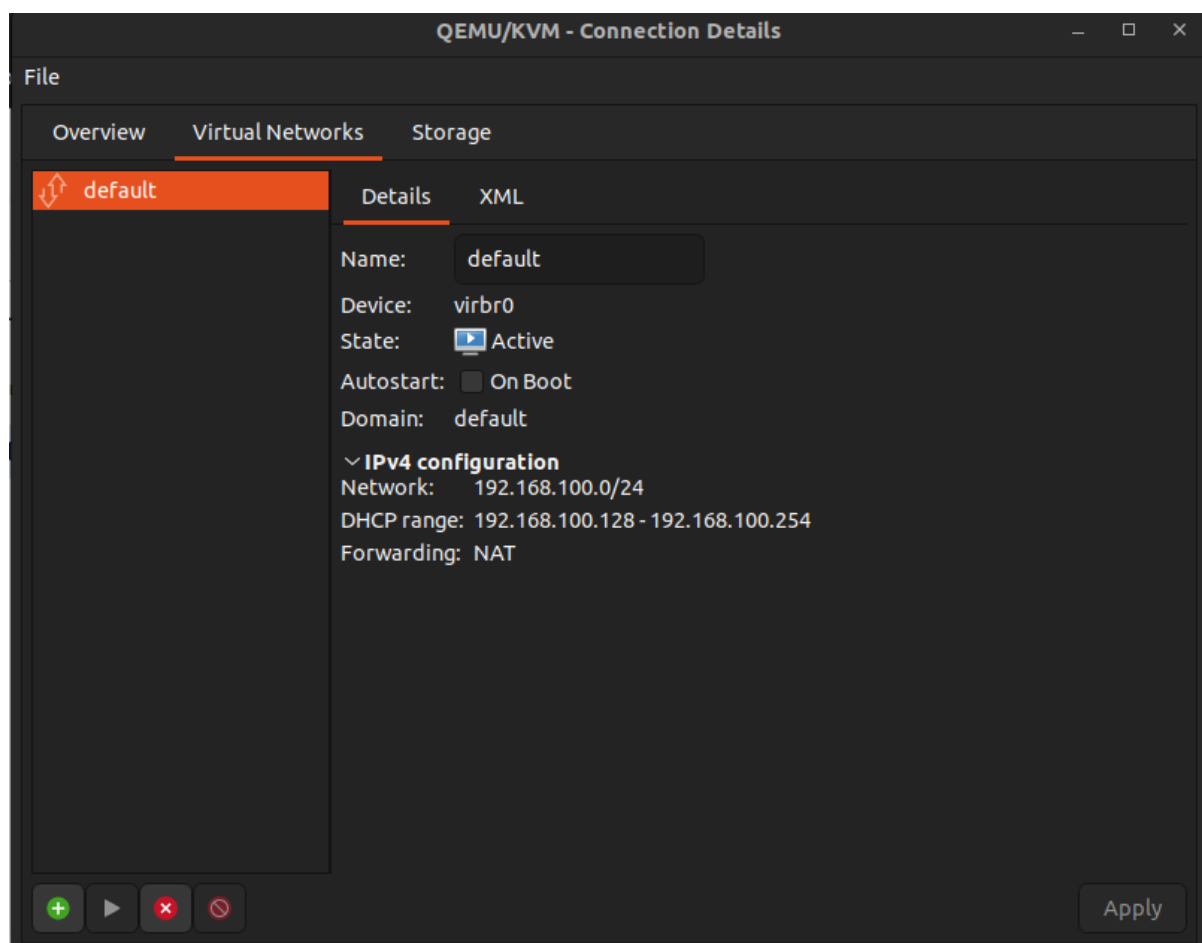 QEMU/KVM - Connection Details
File
Overview Virtual Networks Storage
default
Details XML
Name: default
Device: virbr0
State: Active
Autostart: On Boot
Domain: default
IPv4 configuration
Network: 192.168.100.0/24
DHCP range: 192.168.100.128 - 192.168.100.254
Forwarding: NAT
Apply